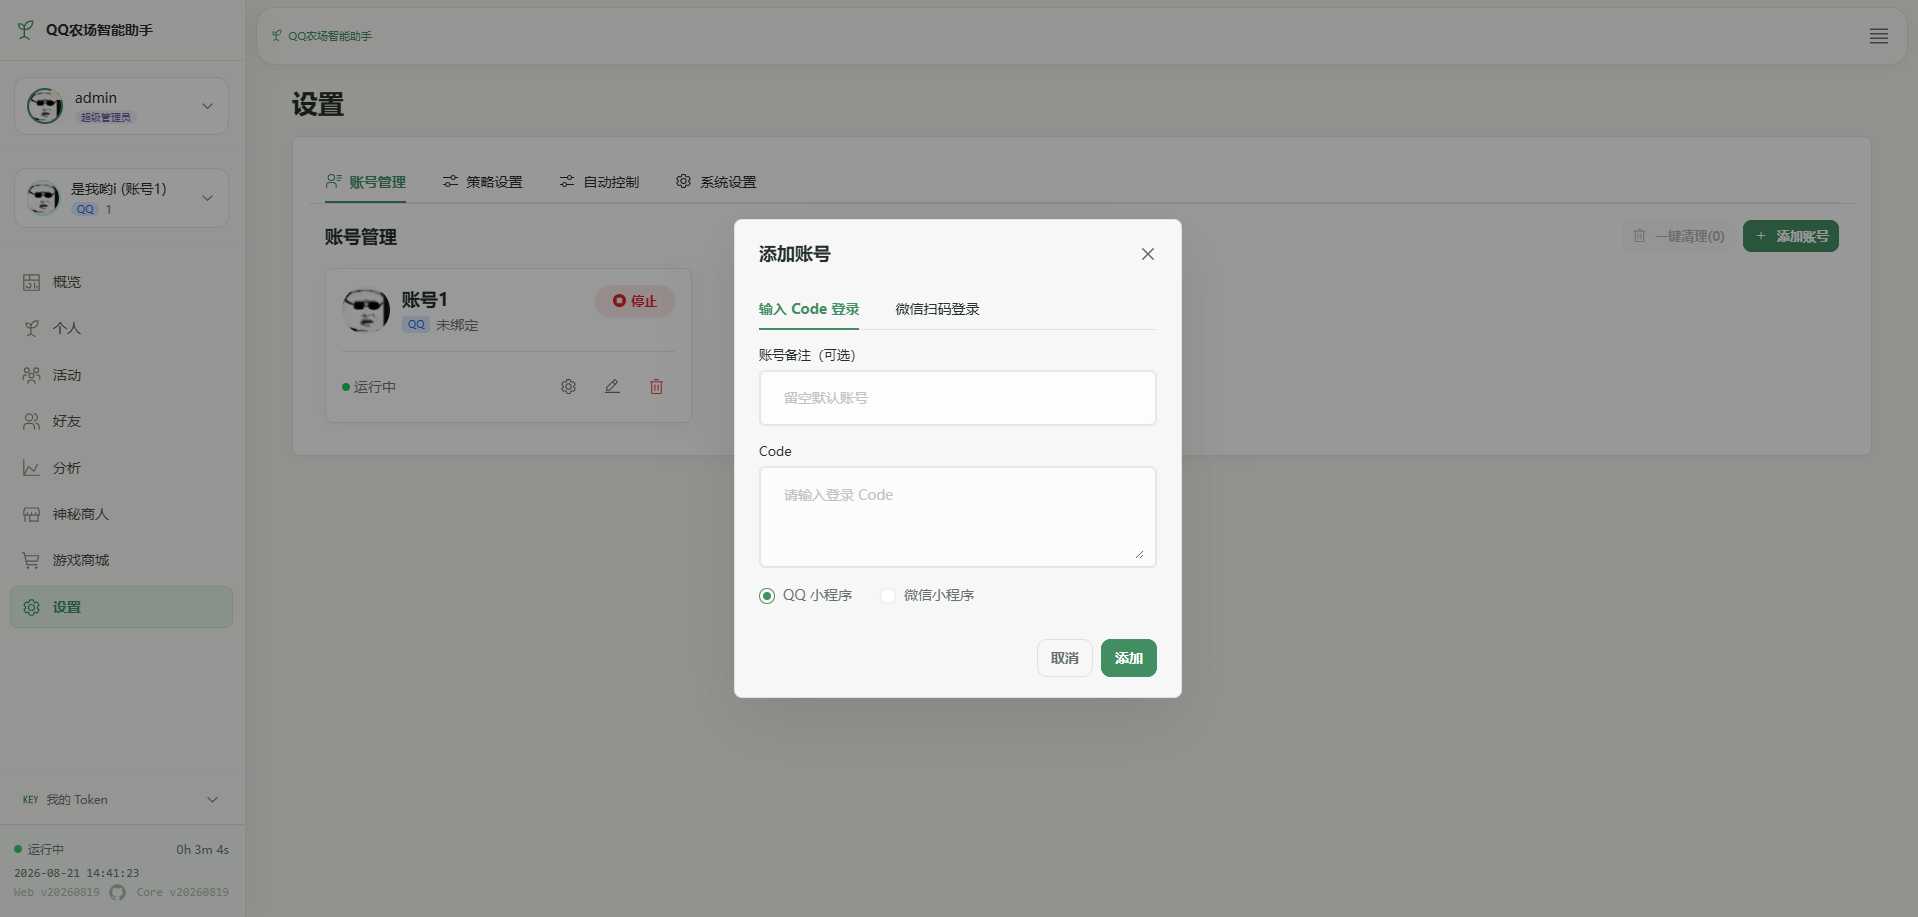 QQ农场智能助手
admin
超级管理员
是我哟i (账号1)
QQ 1
概览
个人
活动
好友
分析
神秘商人
游戏商城
设置
KEY 我的 Token
运行中 0h 3m 4s
2026-08-21 14:41:23
Web v20260819 Core v20260819
QQ农场智能助手
设置
账号管理 策略设置 自动控制 系统设置
账号管理
一键清理(0) + 添加账号
账号1
QQ 未绑定
停止
运行中
添加账号
输入 Code 登录 微信扫码登录
账号备注（可选）
留空默认账号
Code
请输入登录 Code
QQ 小程序 微信小程序
取消 添加